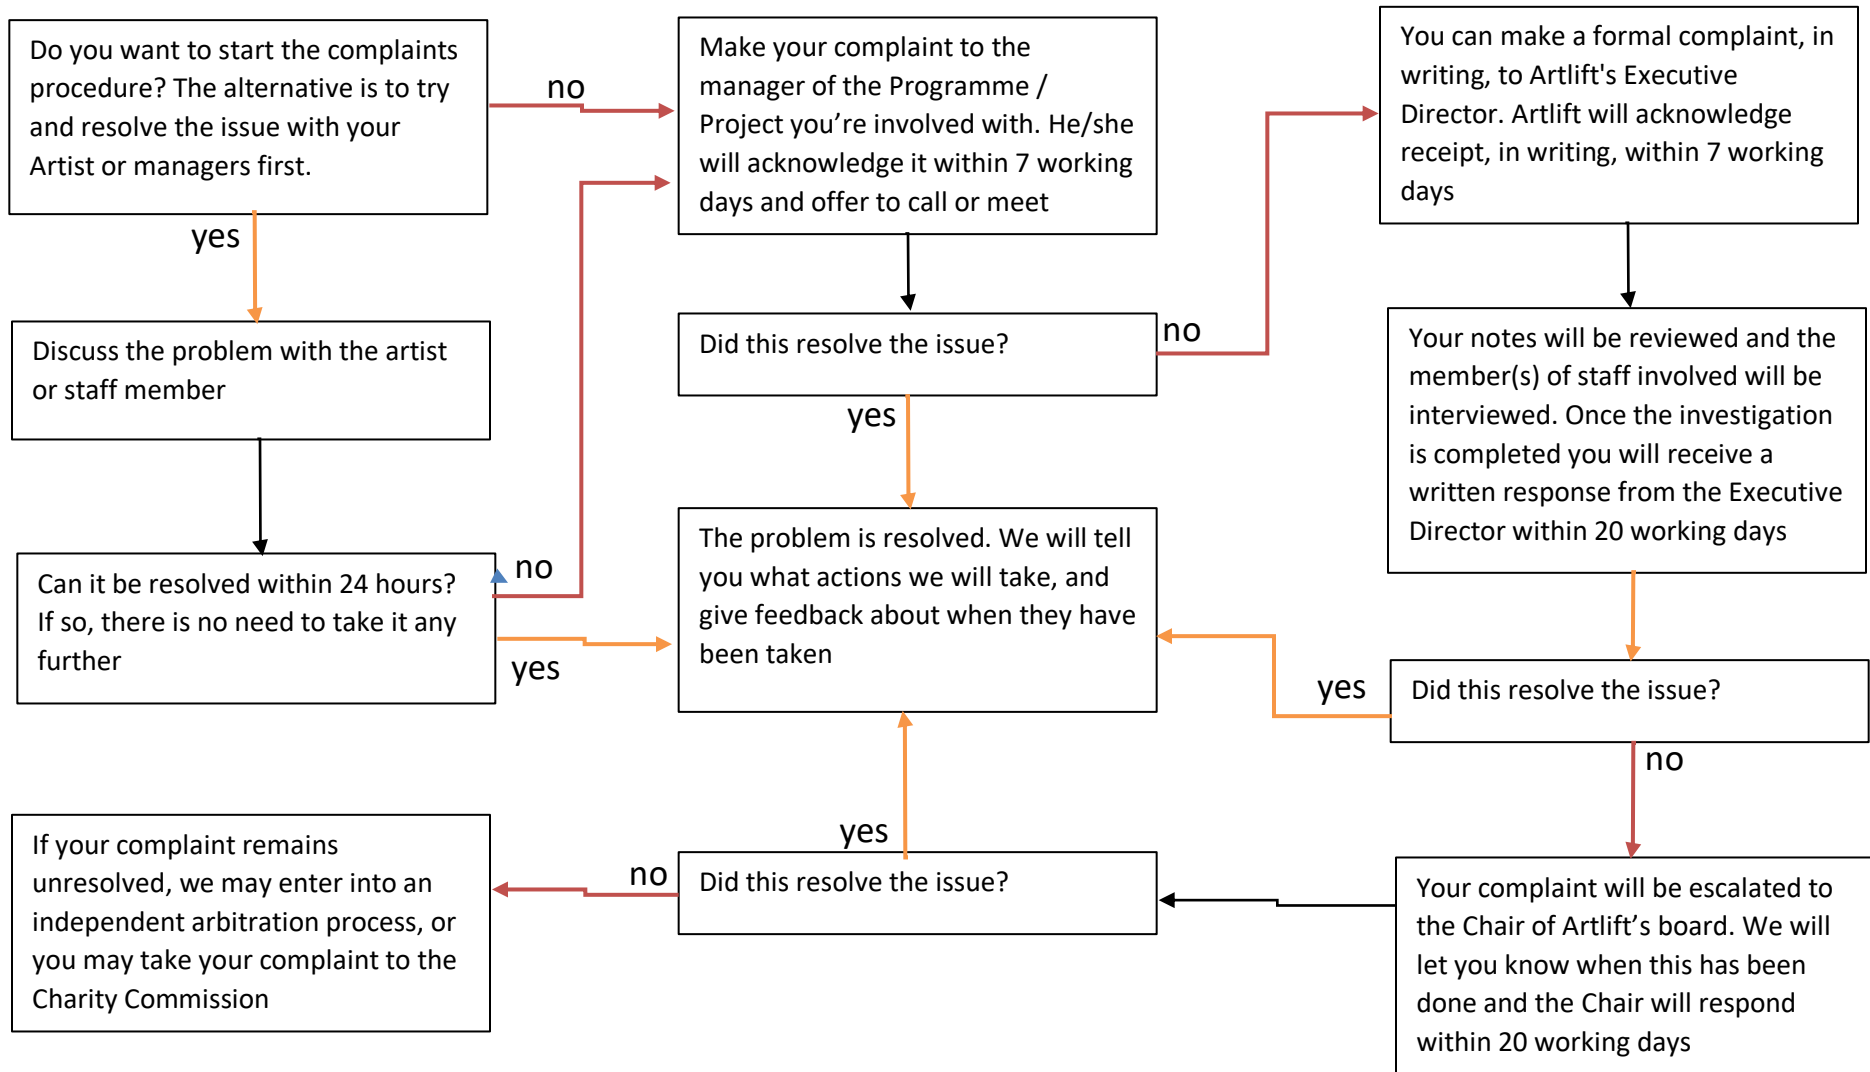 Do you want to start the complaints
procedure? The alternative is to try
and resolve the issue with your
Artist or managers first.
no
yes
Discuss the problem with the artist
or staff member
Can it be resolved within 24 hours?
If so, there is no need to take it any
further
no
yes
Make your complaint to the
manager of the Programme /
Project you’re involved with. He/she
will acknowledge it within 7 working
days and offer to call or meet
Did this resolve the issue?
no
yes
The problem is resolved. We will tell
you what actions we will take, and
give feedback about when they have
been taken
You can make a formal complaint, in
writing, to Artlift's Executive
Director. Artlift will acknowledge
receipt, in writing, within 7 working
days
Your notes will be reviewed and the
member(s) of staff involved will be
interviewed. Once the investigation
is completed you will receive a
written response from the Executive
Director within 20 working days
Did this resolve the issue?
yes
no
Your complaint will be escalated to
the Chair of Artlift’s board. We will
let you know when this has been
done and the Chair will respond
within 20 working days
Did this resolve the issue?
yes
no
If your complaint remains
unresolved, we may enter into an
independent arbitration process, or
you may take your complaint to the
Charity Commission